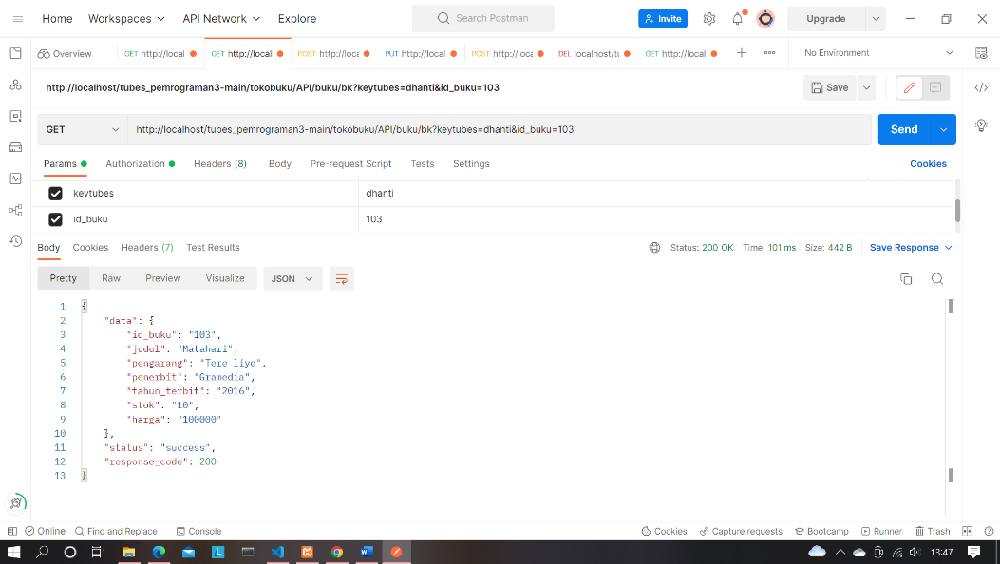 Home Workspaces API Network Explore Search Postman Invite Upgrade
Overview GET http://local GET http://local POST http://loca PUT http://local POST http://loca DEL localhost/tu GET http://local No Environment
http://localhost/tubes_pemrograman3-main/tokobuku/API/buku/bk?keytubes=dhanti&id_buku=103 Save
GET http://localhost/tubes_pemrograman3-main/tokobuku/API/buku/bk?keytubes=dhanti&id_buku=103 Send
Params Authorization Headers (8) Body Pre-request Script Tests Settings Cookies
keytubes dhanti
id_buku 103
Body Cookies Headers (7) Test Results Status: 200 OK Time: 101 ms Size: 442 B Save Response
Pretty Raw Preview Visualize JSON
1 {
2 "data": {
3 "id_buku": "103",
4 "judul": "Matahari",
5 "pengarang": "Tere liye",
6 "penerbit": "Gramedia",
7 "tahun_terbit": "2016",
8 "stok": "10",
9 "harga": "100000"
10 },
11 "status": "success",
12 "response_code": 200
13 }
Online Find and Replace Console Cookies Capture requests Bootcamp Runner Trash
13:47